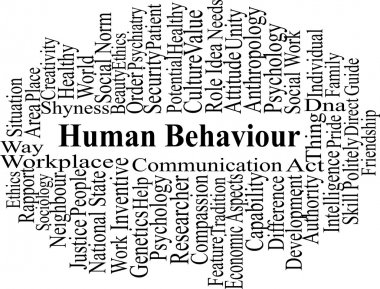 Situation
Area Place
Creativity
Healthy
World
Social Norm
Beauty Ethics
Order Psychiatry
Security Patient
Potential Healthy
Culture Value
Role Idea Needs
Attitude Unity
Anthropology
Psychology
Social Work
Individual
Family
Direct Guide
Shyness
Dna
Thing
Pride
Politely
Friendship
Human Behaviour
Way
Workplace
Communication Act
Ethics
Rapport
Sociology
Neighbour
Justice People
National State
Work Inventive
Genetics Help
Psychology
Researcher
Compassion
Feature Tradition
Economic Aspects
Capability
Difference
Development
Authority
Intelligence
Skill